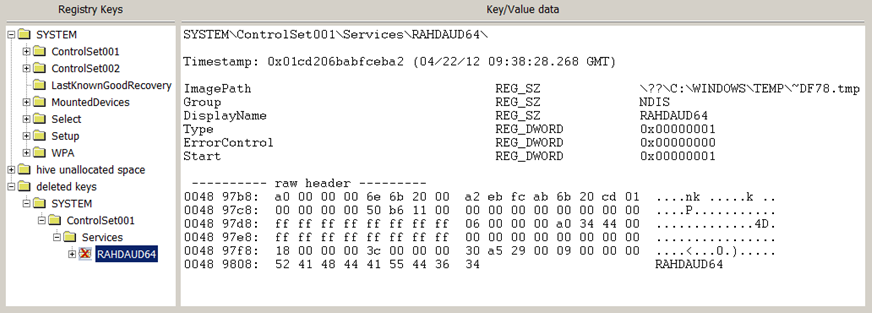 Registry Keys
SYSTEM
ControlSet001
ControlSet002
LastKnownGoodRecovery
MountedDevices
Select
Setup
WPA
hive unallocated space
deleted keys
SYSTEM
ControlSet001
Services
RAHDAUD64
Key/Value data
SYSTEM\ControlSet001\Services\RAHDAUD64\
Timestamp: 0x01cd206babfceba2 (04/22/12 09:38:28.268 GMT)
ImagePath REG_SZ \??\C:\WINDOWS\TEMP\~DF78.tmp
Group REG_SZ NDIS
DisplayName REG_SZ RAHDAUD64
Type REG_DWORD 0x00000001
ErrorControl REG_DWORD 0x00000000
Start REG_DWORD 0x00000001
---------- raw header ---------
0048 97b8: a0 00 00 00 6e 6b 20 00 a2 eb fc ab 6b 20 cd 01 ....nk .....k ..
0048 97c8: 00 00 00 00 50 b6 11 00 00 00 00 00 00 00 00 00 ....P...........
0048 97d8: ff ff ff ff ff ff ff ff 06 00 00 00 a0 34 44 00 .............4D.
0048 97e8: ff ff ff ff ff ff ff ff 00 00 00 00 00 00 00 00 ................
0048 97f8: 18 00 00 00 3c 00 00 00 30 a5 29 00 09 00 00 00 ....<...0.).....
0048 9808: 52 41 48 44 41 55 44 36 34 RAHDAUD64